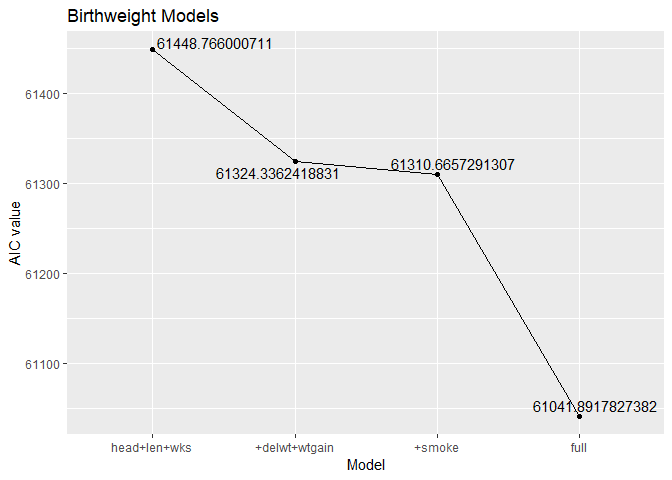 Birthweight Models
61448.766000711
61400
61324.3362418831
61310.6657291307
61300
61200
61100
61041.8917827382
AIC value
head+len+wks
+delwt+wtgain
+smoke
full
Model